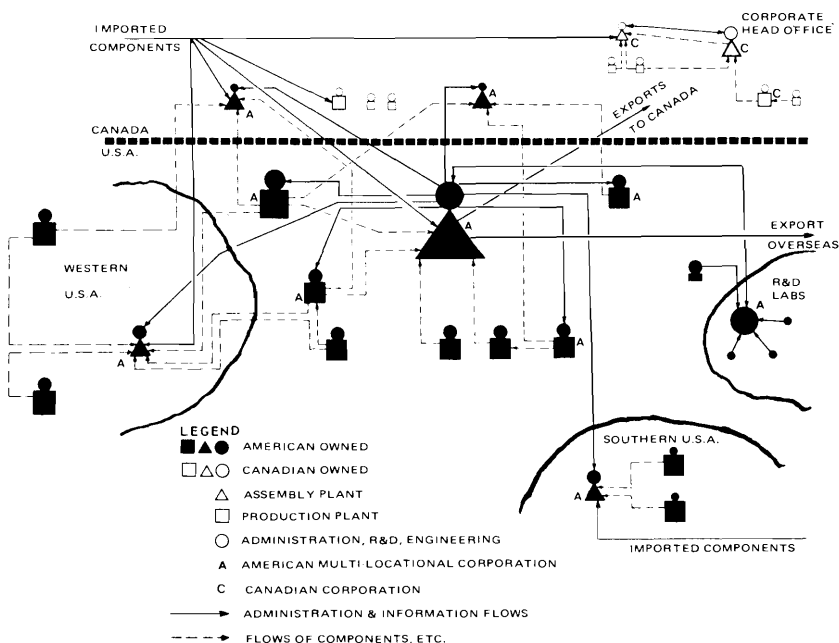 IMPORTED
COMPONENTS
CORPORATE
HEAD OFFICE
C
C
A
A
C
EXPORTS
TO CANADA
CANADA
U.S.A.
A
A
A
EXPORT
OVERSEAS
WESTERN
U.S.A.
A
R&D
LABS
A
A
A
LEGEND
AMERICAN OWNED
CANADIAN OWNED
ASSEMBLY PLANT
PRODUCTION PLANT
ADMINISTRATION, R&D, ENGINEERING
A AMERICAN MULTI-LOCATIONAL CORPORATION
C CANADIAN CORPORATION
ADMINISTRATION & INFORMATION FLOWS
FLOWS OF COMPONENTS, ETC.
SOUTHERN U.S.A.
A
IMPORTED COMPONENTS